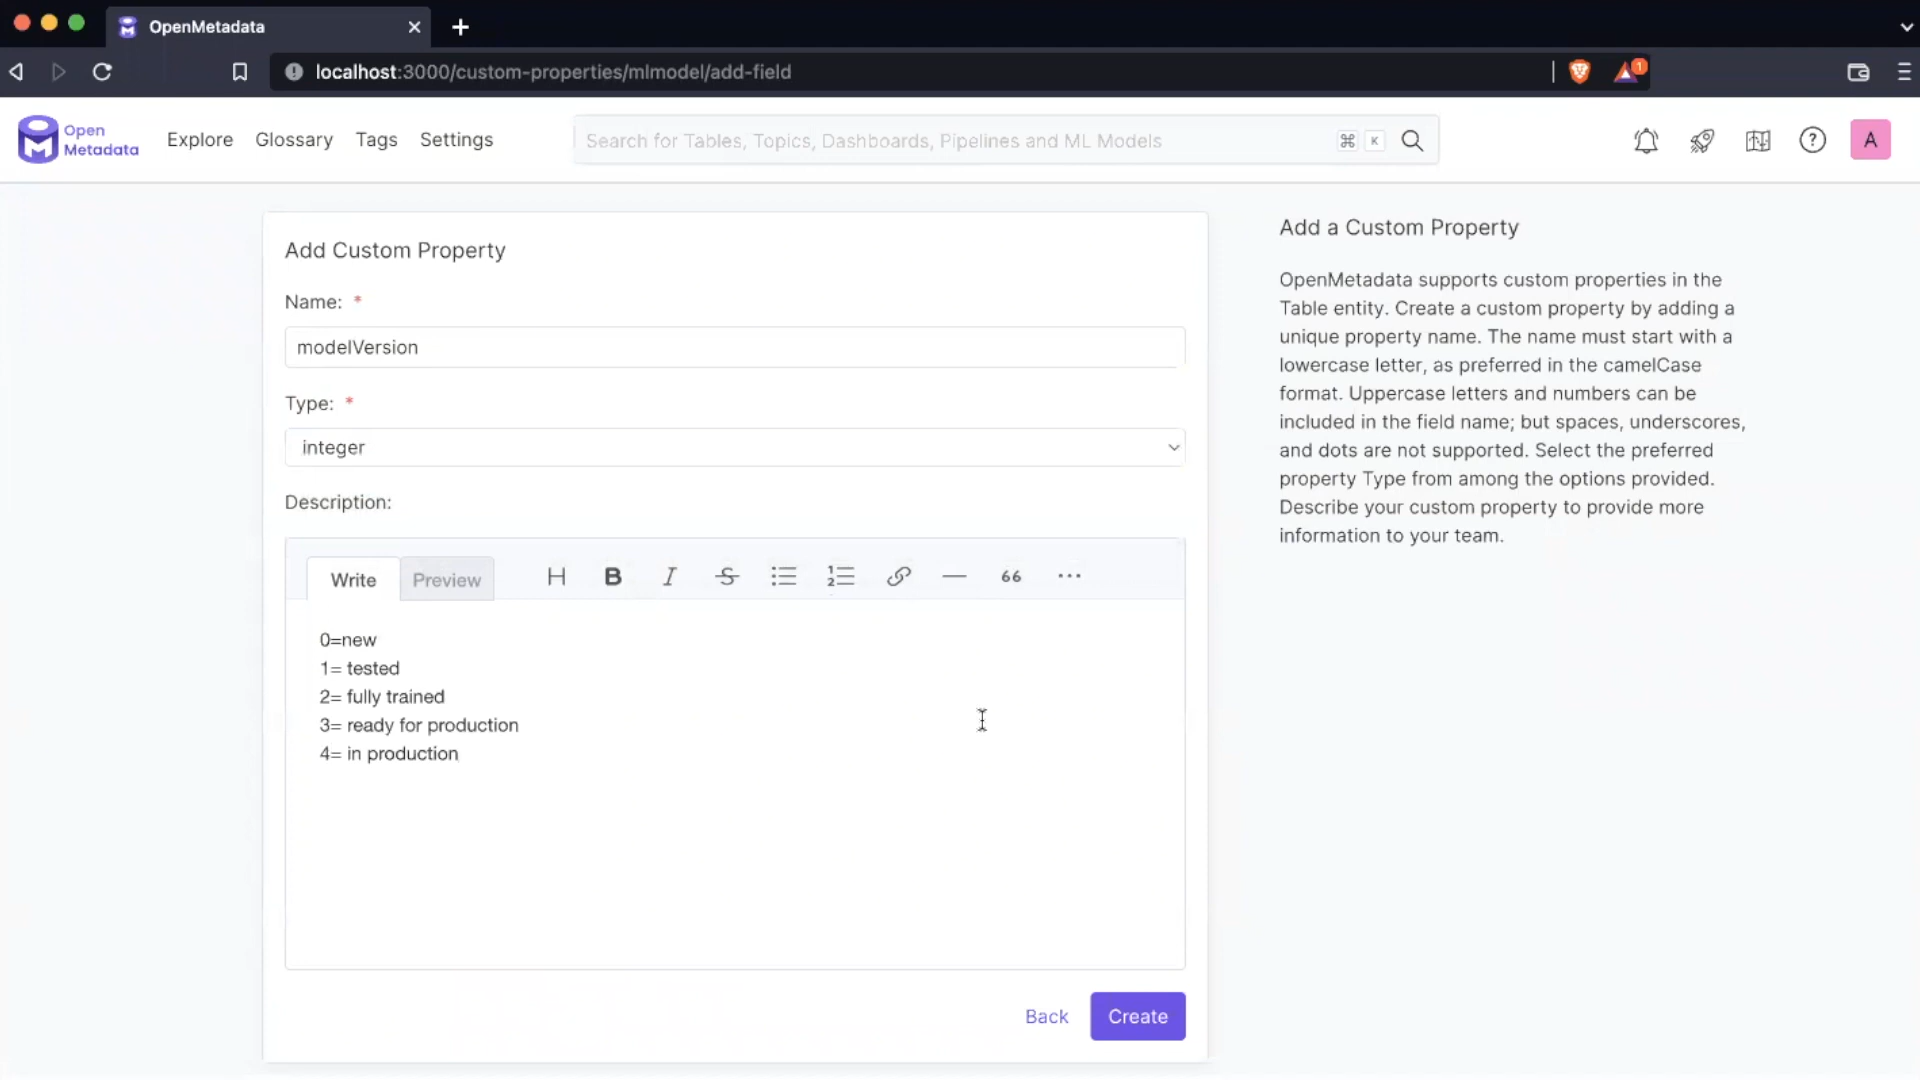 OpenMetadata
localhost:3000/custom-properties/mlmodel/add-field
1
Open
Metadata
Explore
Glossary
Tags
Settings
Search for Tables, Topics, Dashboards, Pipelines and ML Models
⌘ K
?
A
Add Custom Property
Name: *
modelVersion
Type: *
integer
Description:
Write
Preview
H B I S
0=new
1= tested
2= fully trained
3= ready for production
4= in production
Back
Create
Add a Custom Property
OpenMetadata supports custom properties in the
Table entity. Create a custom property by adding a
unique property name. The name must start with a
lowercase letter, as preferred in the camelCase
format. Uppercase letters and numbers can be
included in the field name; but spaces, underscores,
and dots are not supported. Select the preferred
property Type from among the options provided.
Describe your custom property to provide more
information to your team.